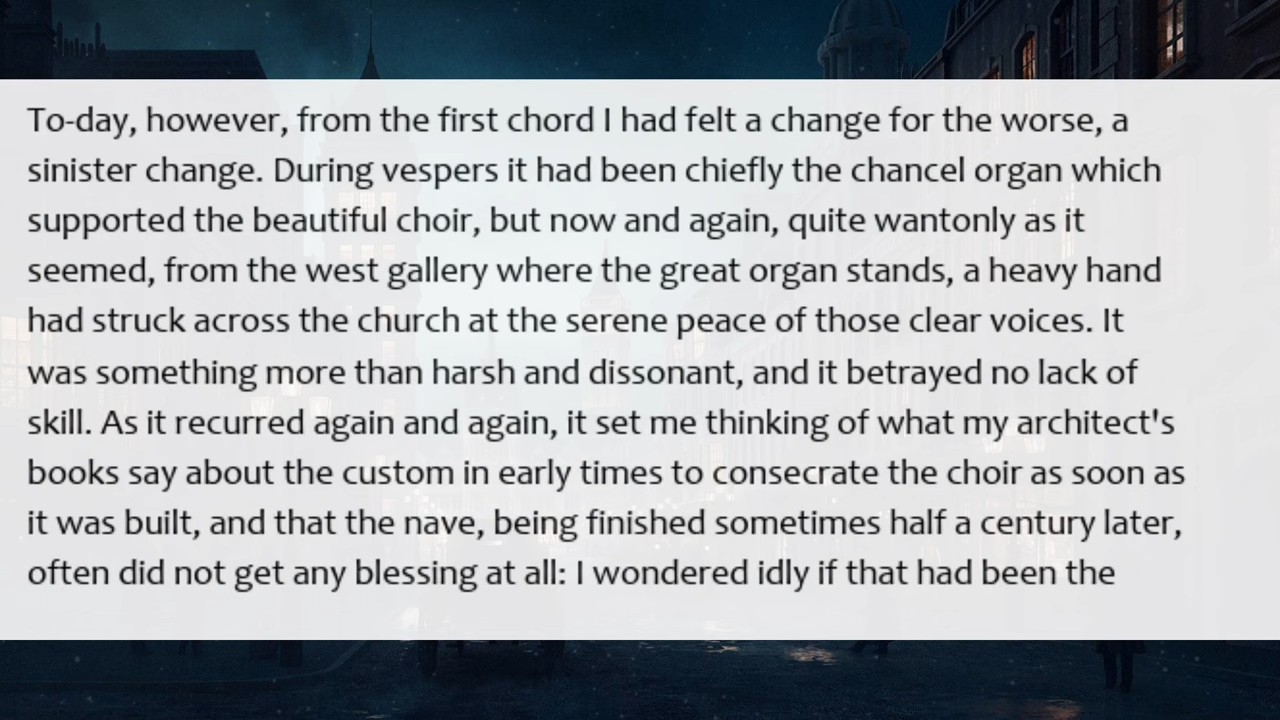 To-day, however, from the first chord I had felt a change for the worse, a
sinister change. During vespers it had been chiefly the chancel organ which
supported the beautiful choir, but now and again, quite wantonly as it
seemed, from the west gallery where the great organ stands, a heavy hand
had struck across the church at the serene peace of those clear voices. It
was something more than harsh and dissonant, and it betrayed no lack of
skill. As it recurred again and again, it set me thinking of what my architect's
books say about the custom in early times to consecrate the choir as soon as
it was built, and that the nave, being finished sometimes half a century later,
often did not get any blessing at all: I wondered idly if that had been the